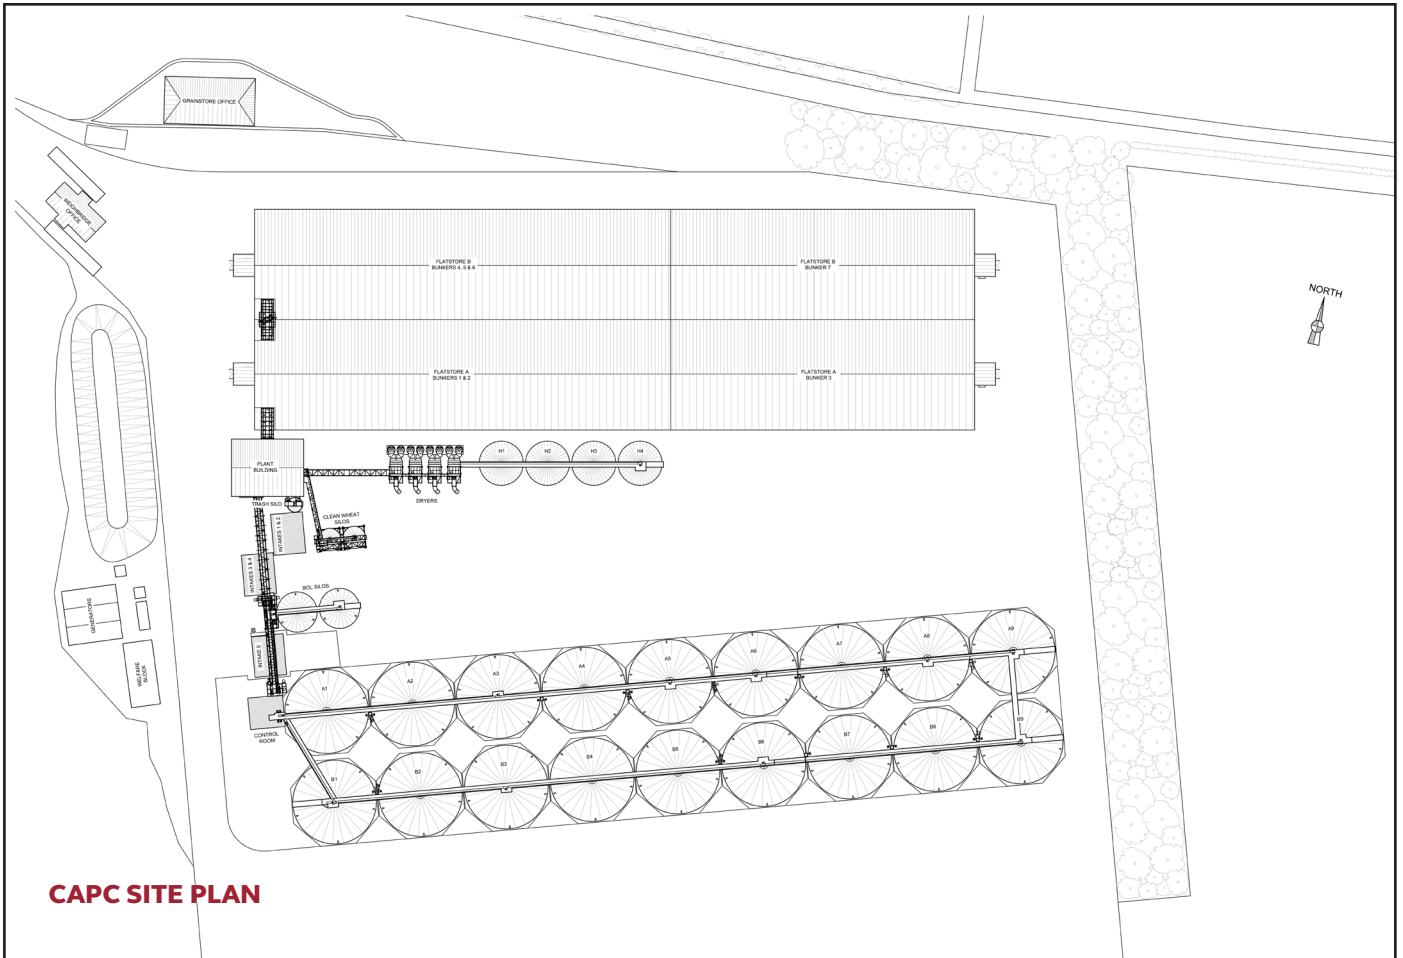 GRAINSTORE OFFICE
WEIGHBRIDGE
OFFICE
FLATSTORE B
BUNKERS 4, 5 & 6
FLATSTORE B
BUNKER 7
NORTH
FLATSTORE A
BUNKERS 1 & 2
FLATSTORE A
BUNKER 3
PLANT
BUILDING
H1
H2
H3
H4
DRYERS
TRASH SILO
CLEAN WHEAT
SILOS
INTAKES 1 & 2
INTAKES 3 & 4
BOL SILOS
GENERATORS
INTAKE 5
WELFARE
BLOCK
A1
A2
A3
A4
A5
A6
A7
A8
A9
CONTROL
ROOM
B1
B2
B3
B4
B5
B6
B7
B8
B9
CAPC SITE PLAN